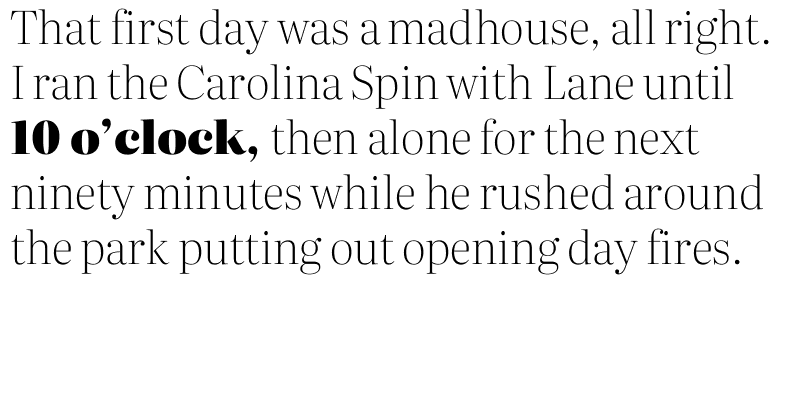 That first day was a madhouse, all right.
I ran the Carolina Spin with Lane until
10 o’clock, then alone for the next
ninety minutes while he rushed around
the park putting out opening day fires.